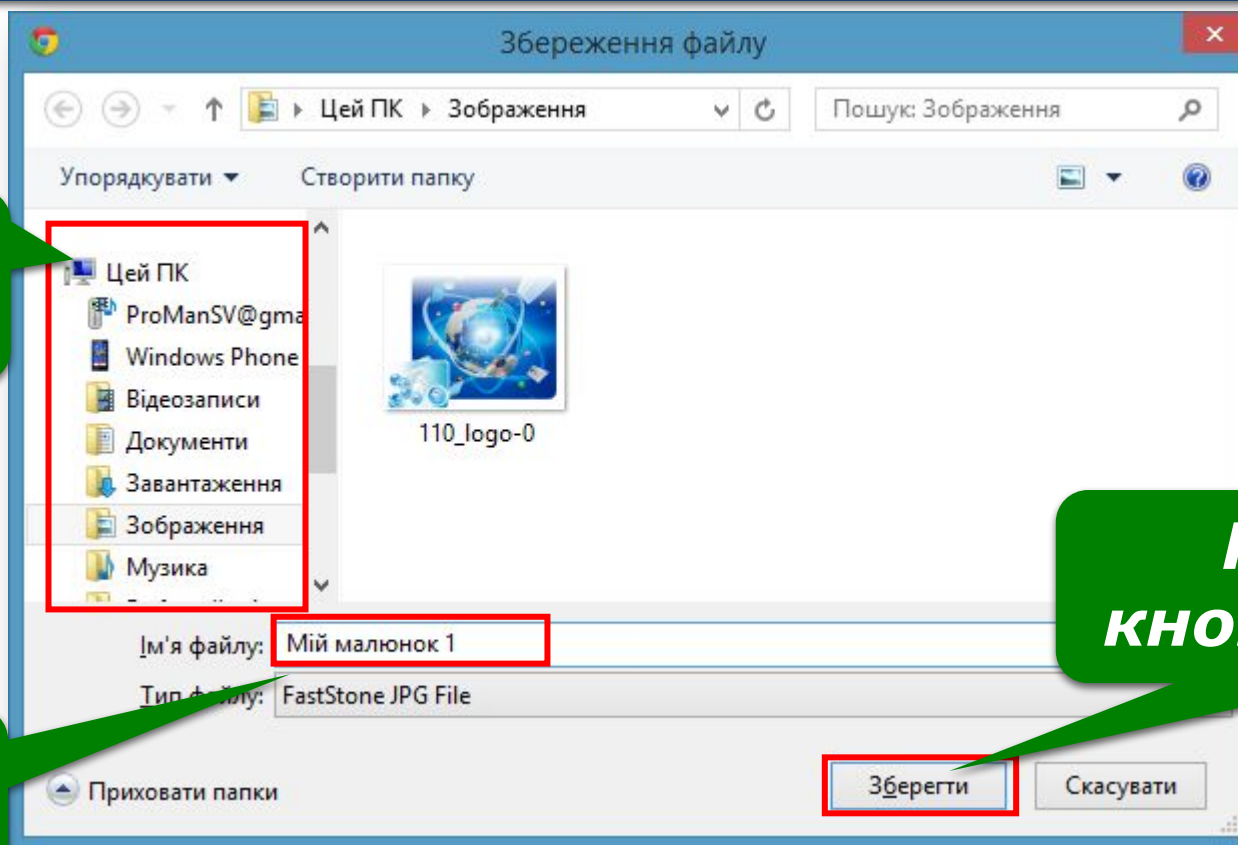 Збереження файлу
Цей ПК Зображення
Пошук: Зображення
Упорядкувати
Створити папку
Цей ПК
ProManSV@gma
Windows Phone
Відеозаписи
Документи
Завантаження
Зображення
Музика
110_logo-0
кно
Ім'я файлу: Мій малюнок 1
Тип файлу: FastStone JPG File
Приховати папки
Зберегти
Скасувати